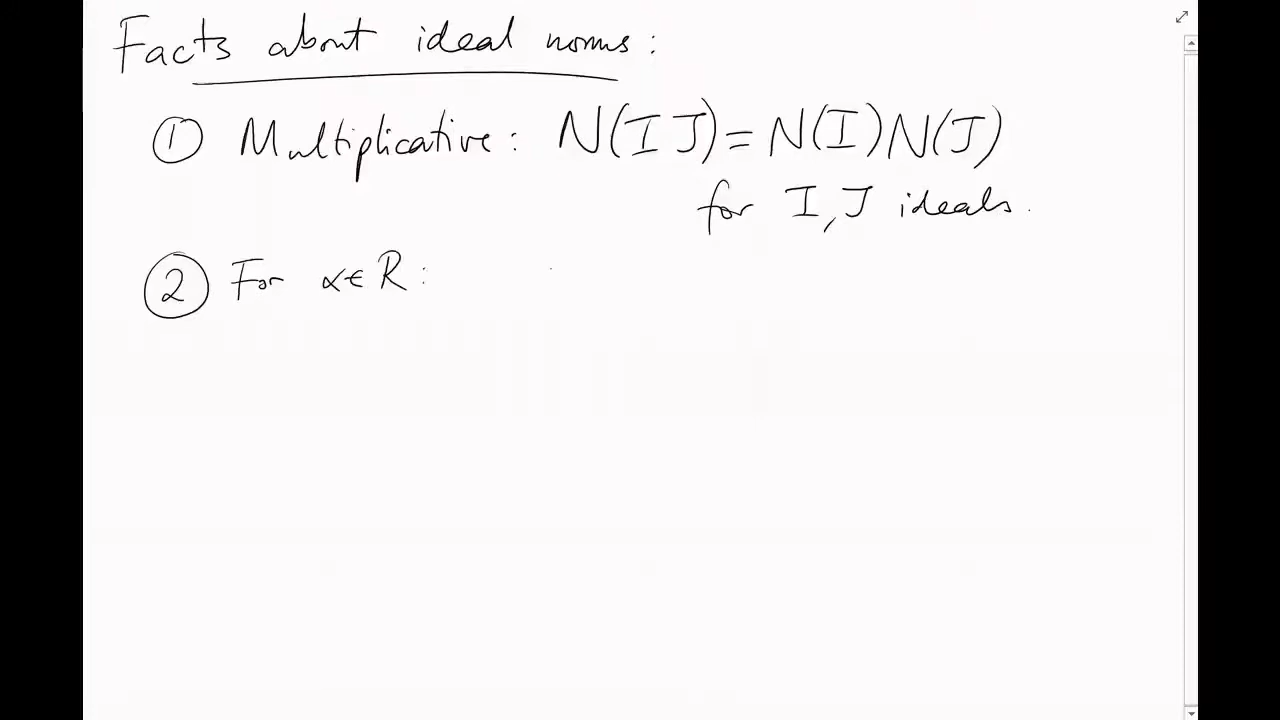 Facts about ideal norms:
① Multiplicative: N(IJ)=N(I)N(J)
for I, J ideals.
② For α∈R: